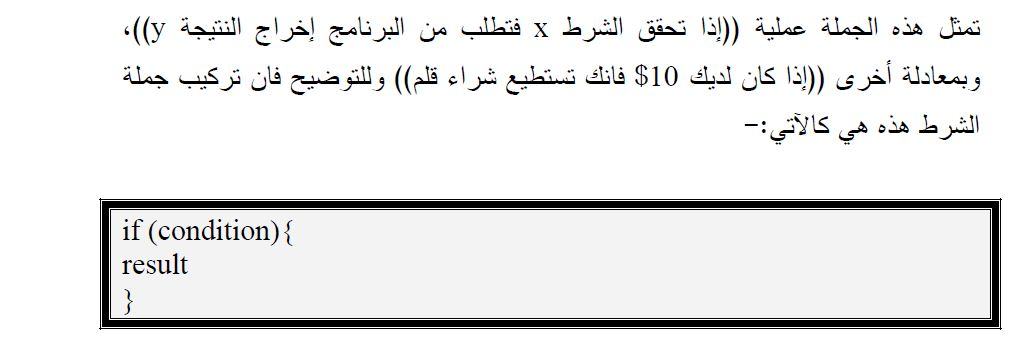 تمثل هذه الجملة عملية ((إذا تحقق الشرط x فتطلب من البرنامج إخراج النتيجة y))،
وبمعادلة أخرى ((إذا كان لديك 10$ فانك تستطيع شراء قلم)) وللتوضيح فان تركيب جملة
الشرط هذه هي كالآتي:-
if (condition){
result
}